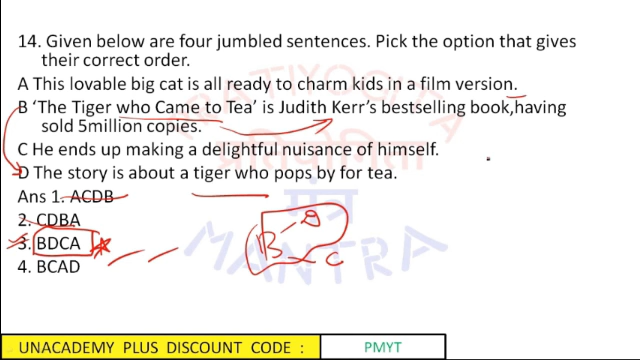 14. Given below are four jumbled sentences. Pick the option that gives
their correct order.
A This lovable big cat is all ready to charm kids in a film version.
B ‘The Tiger who Came to Tea’ is Judith Kerr’s bestselling book,having
sold 5million copies.
C He ends up making a delightful nuisance of himself.
D The story is about a tiger who pops by for tea.
Ans 1. ACDB
2. CDBA
3. BDCA
4. BCAD
B
C
PRATIYOGITA
प्रतियोगिता
मंत्र
MANTRA
UNACADEMY PLUS DISCOUNT CODE : PMYT